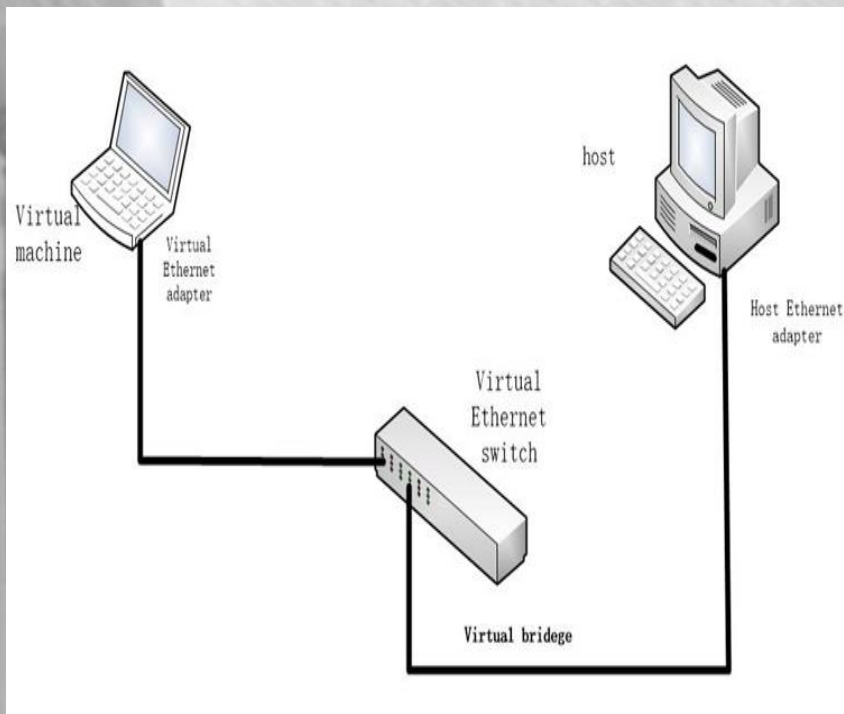 host
Virtual
machine
Virtual
Ethernet
adapter
Host Ethernet
adapter
Virtual
Ethernet
switch
Virtual bridege